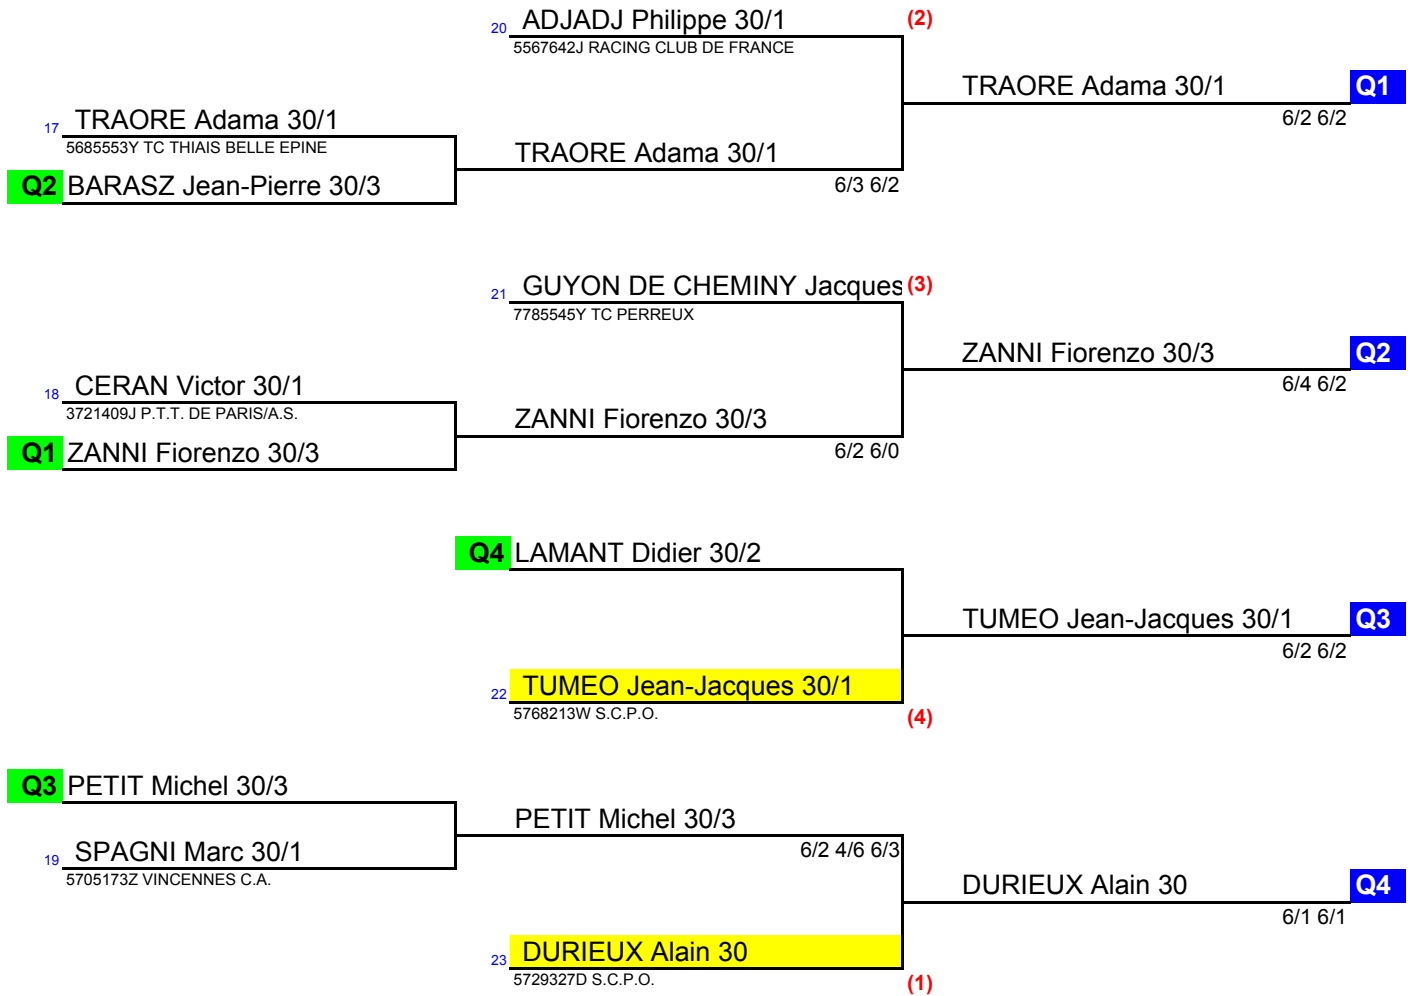 20 ADJADJ Philippe 30/1 (2)
5567642J RACING CLUB DE FRANCE
TRAORE Adama 30/1 Q1
6/2 6/2
17 TRAORE Adama 30/1
5685553Y TC THIAIS BELLE EPINE
TRAORE Adama 30/1
6/3 6/2
Q2 BARASZ Jean-Pierre 30/3
21 GUYON DE CHEMINY Jacques (3)
7785545Y TC PERREUX
ZANNI Fiorenzo 30/3 Q2
6/4 6/2
18 CERAN Victor 30/1
3721409J P.T.T. DE PARIS/A.S.
ZANNI Fiorenzo 30/3
6/2 6/0
Q1 ZANNI Fiorenzo 30/3
Q4 LAMANT Didier 30/2
TUMEO Jean-Jacques 30/1 Q3
6/2 6/2
22 TUMEO Jean-Jacques 30/1
5768213W S.C.P.O.
(4)
Q3 PETIT Michel 30/3
PETIT Michel 30/3
6/2 4/6 6/3
19 SPAGNI Marc 30/1
5705173Z VINCENNES C.A.
DURIEUX Alain 30 Q4
6/1 6/1
23 DURIEUX Alain 30
5729327D S.C.P.O.
(1)